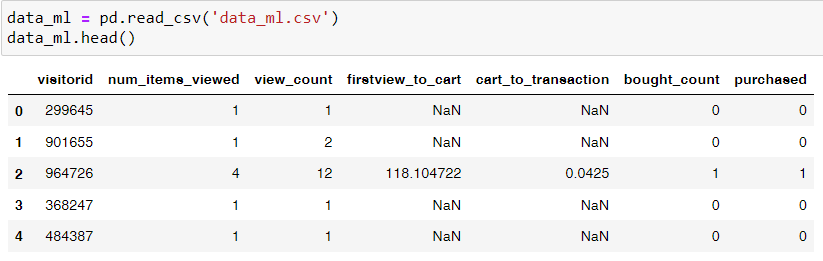 data_ml = pd.read_csv('data_ml.csv')
data_ml.head()
visitorid num_items_viewed view_count firstview_to_cart cart_to_transaction bought_count purchased
0 299645 1 1 NaN NaN 0 0
1 901655 1 2 NaN NaN 0 0
2 964726 4 12 118.104722 0.0425 1 1
3 368247 1 1 NaN NaN 0 0
4 484387 1 1 NaN NaN 0 0